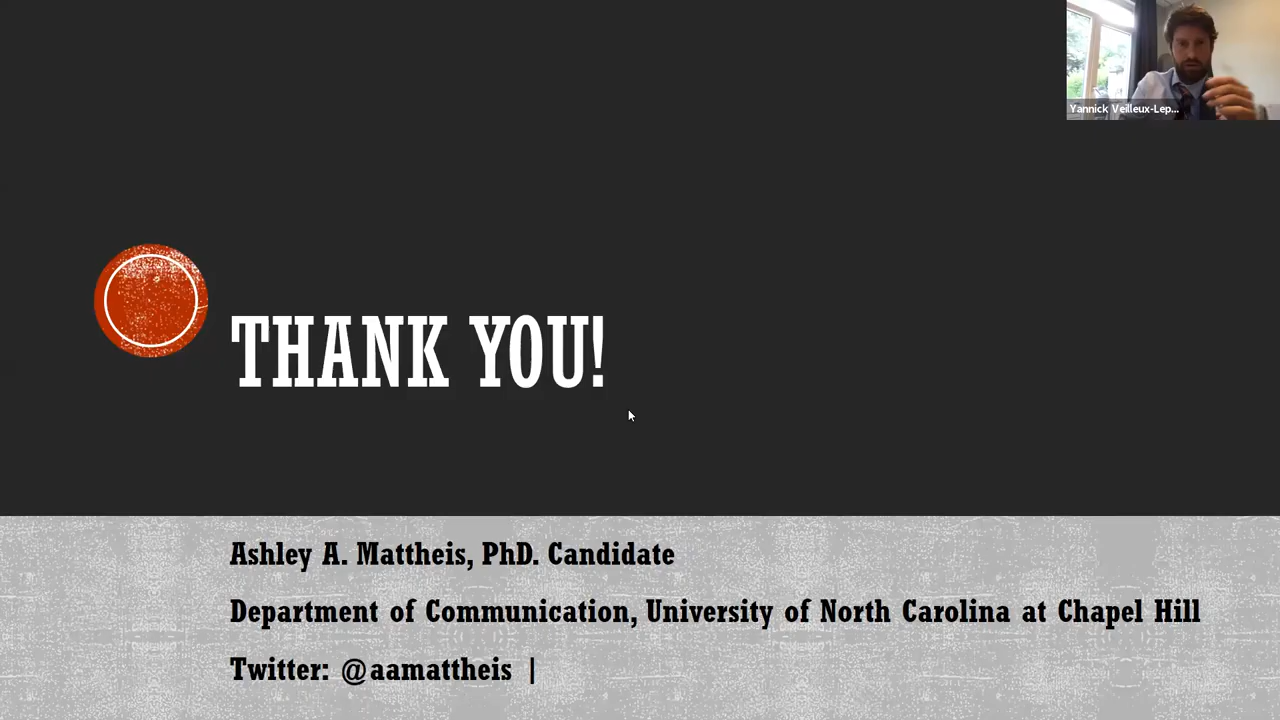 Yannick Veilleux-Lep...
THANK YOU!
Ashley A. Mattheis, PhD. Candidate
Department of Communication, University of North Carolina at Chapel Hill
Twitter: @aamattheis |